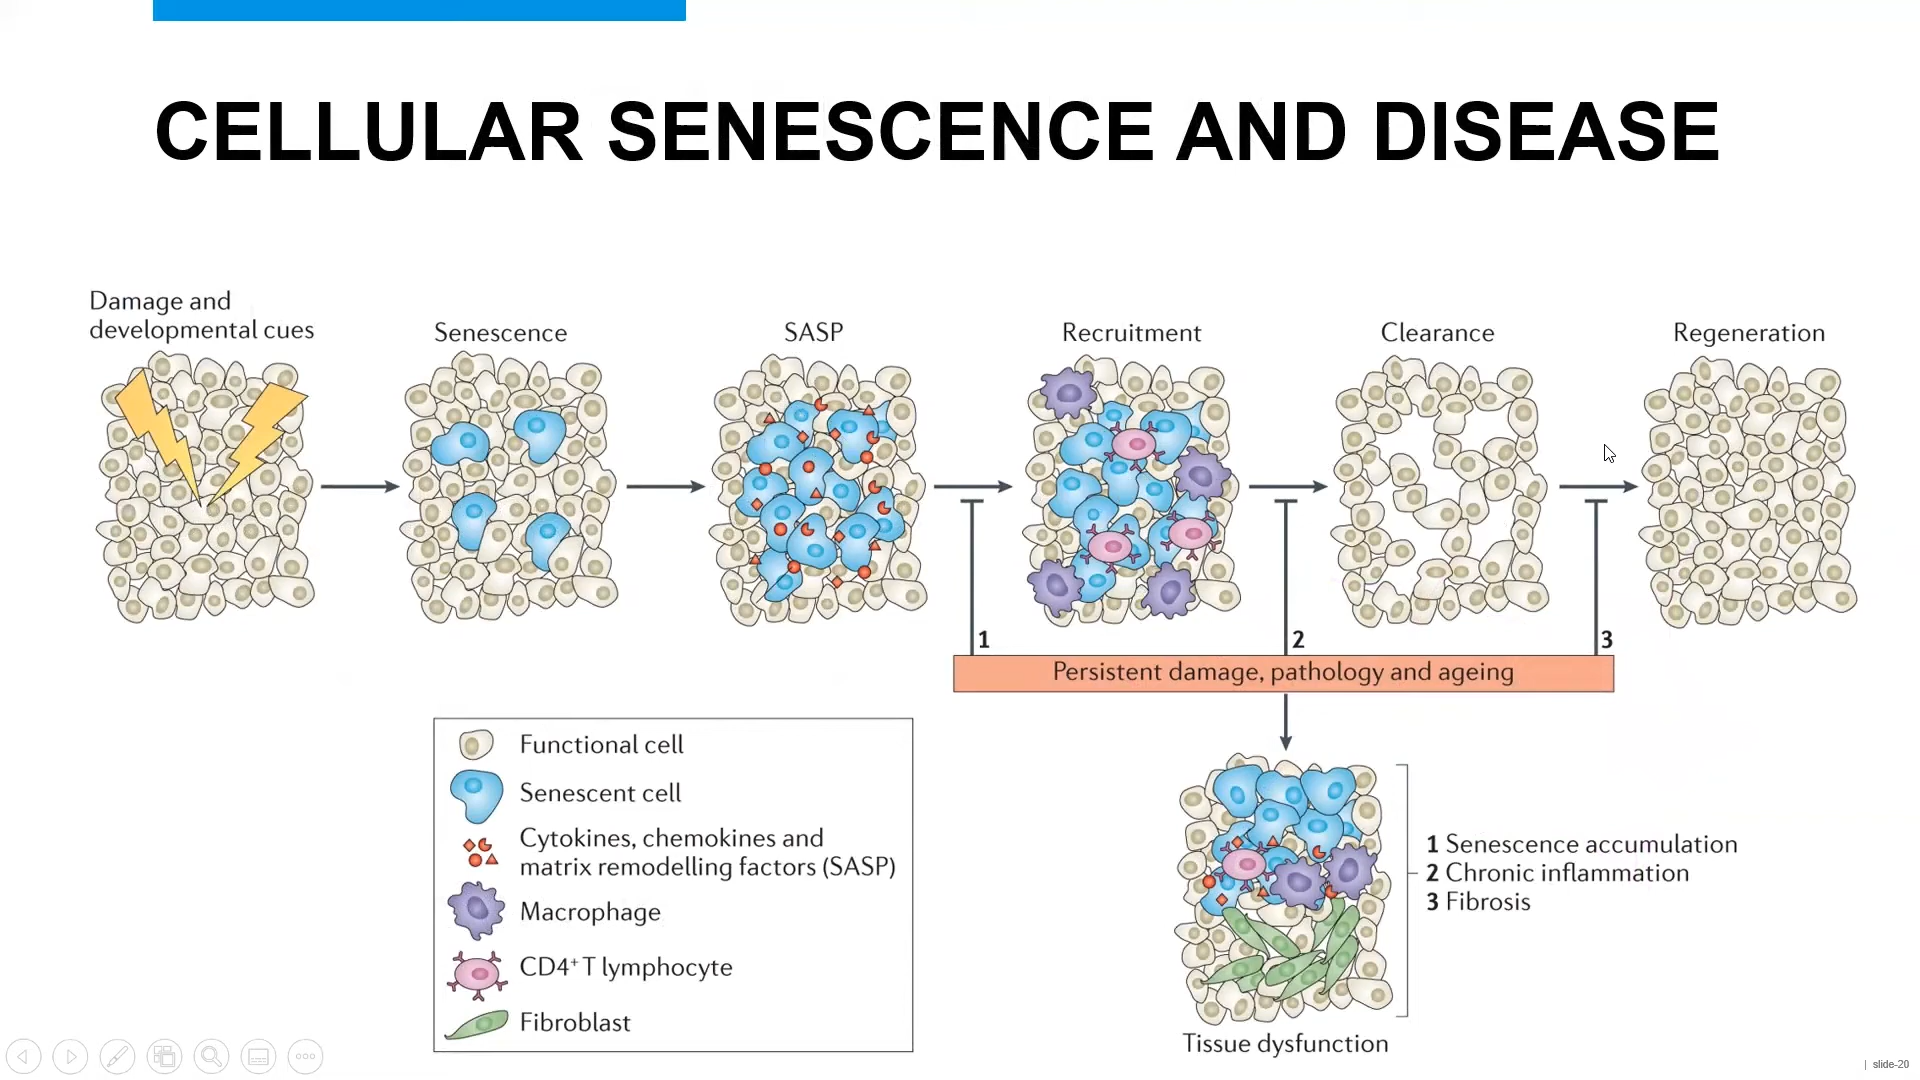 CELLULAR SENESCENCE AND DISEASE
Damage and
developmental cues
Senescence
SASP
Recruitment
Clearance
Regeneration
1
2
3
Persistent damage, pathology and ageing
Functional cell
Senescent cell
Cytokines, chemokines and
matrix remodelling factors (SASP)
Macrophage
CD4⁺ T lymphocyte
Fibroblast
1 Senescence accumulation
2 Chronic inflammation
3 Fibrosis
Tissue dysfunction
| slide-20